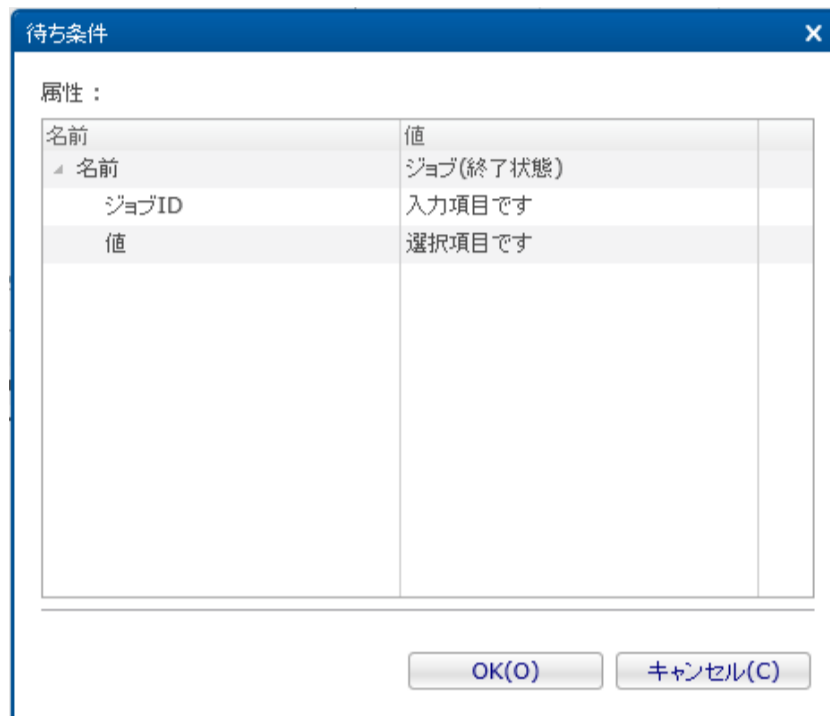 待ち条件
属性：
名前 値
名前 ジョブ(終了状態)
ジョブID 入力項目です
値 選択項目です
OK(O) キャンセル(C)